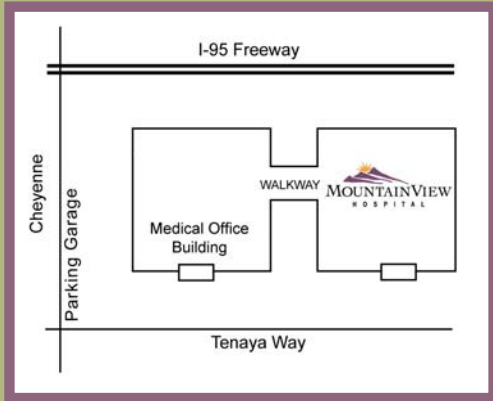 I-95 Freeway
Cheyenne
Parking Garage
WALKWAY
MOUNTAINVIEW
HOSPITAL
Medical Office
Building
Tenaya Way